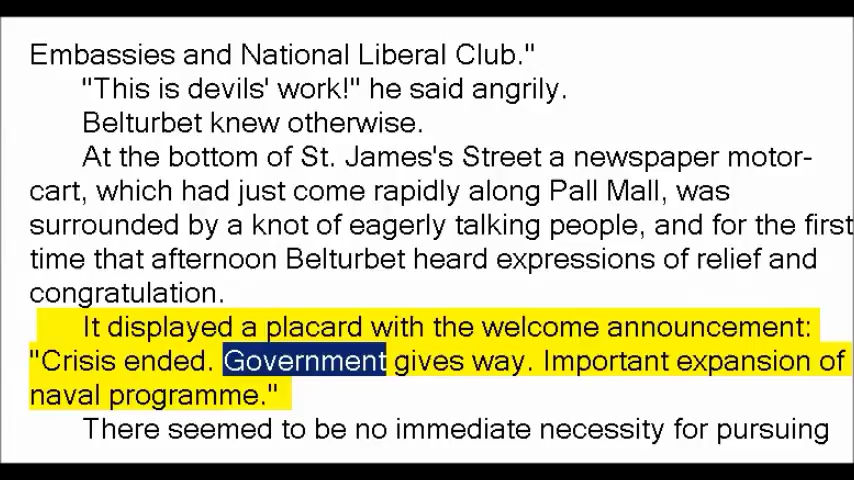 Embassies and National Liberal Club."
"This is devils' work!" he said angrily.
Belturbet knew otherwise.
At the bottom of St. James's Street a newspaper motor-
cart, which had just come rapidly along Pall Mall, was
surrounded by a knot of eagerly talking people, and for the first
time that afternoon Belturbet heard expressions of relief and
congratulation.
It displayed a placard with the welcome announcement:
"Crisis ended. Government gives way. Important expansion of
naval programme."
There seemed to be no immediate necessity for pursuing